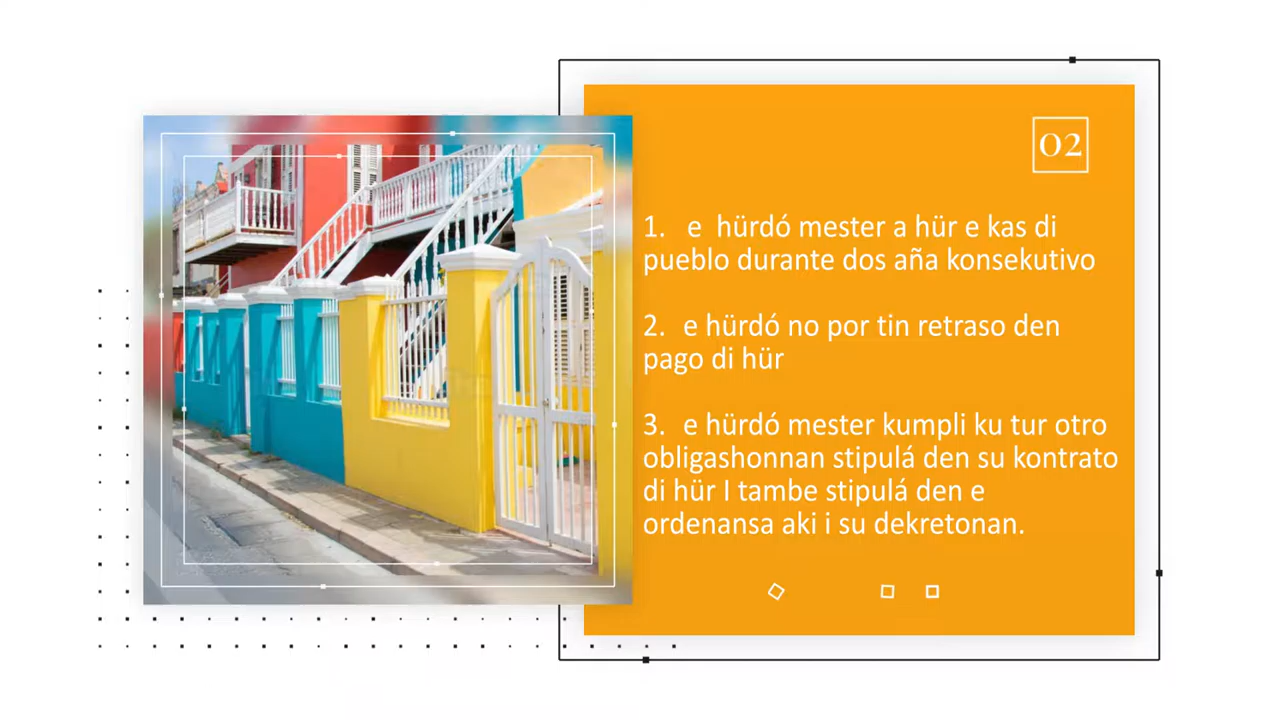 02
1. e hürdó mester a hür e kas di
pueblo durante dos aña konsekutivo
2. e hürdó no por tin retraso den
pago di hür
3. e hürdó mester kumpli ku tur otro
obligashonnan stipulá den su kontrato
di hür I tambe stipulá den e
ordenansa aki i su dekretonan.